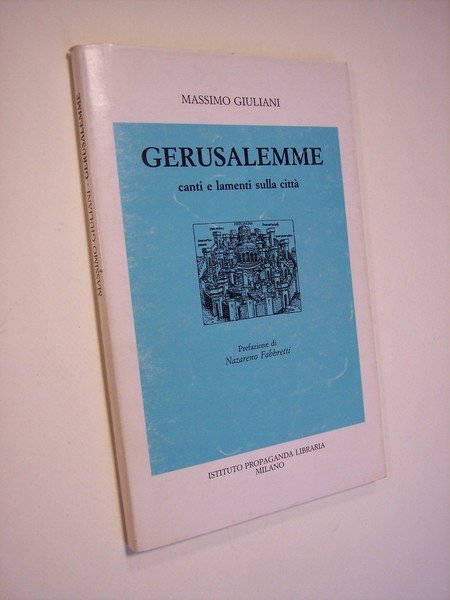 MASSIMO GIULIANI
GERUSALEMME
canti e lamenti sulla città
Prefazione di
Nazareno Fabbretti
ISTITUTO PROPAGANDA LIBRARIA
MILANO
MASSIMO GIULIANI - GERUSALEMME